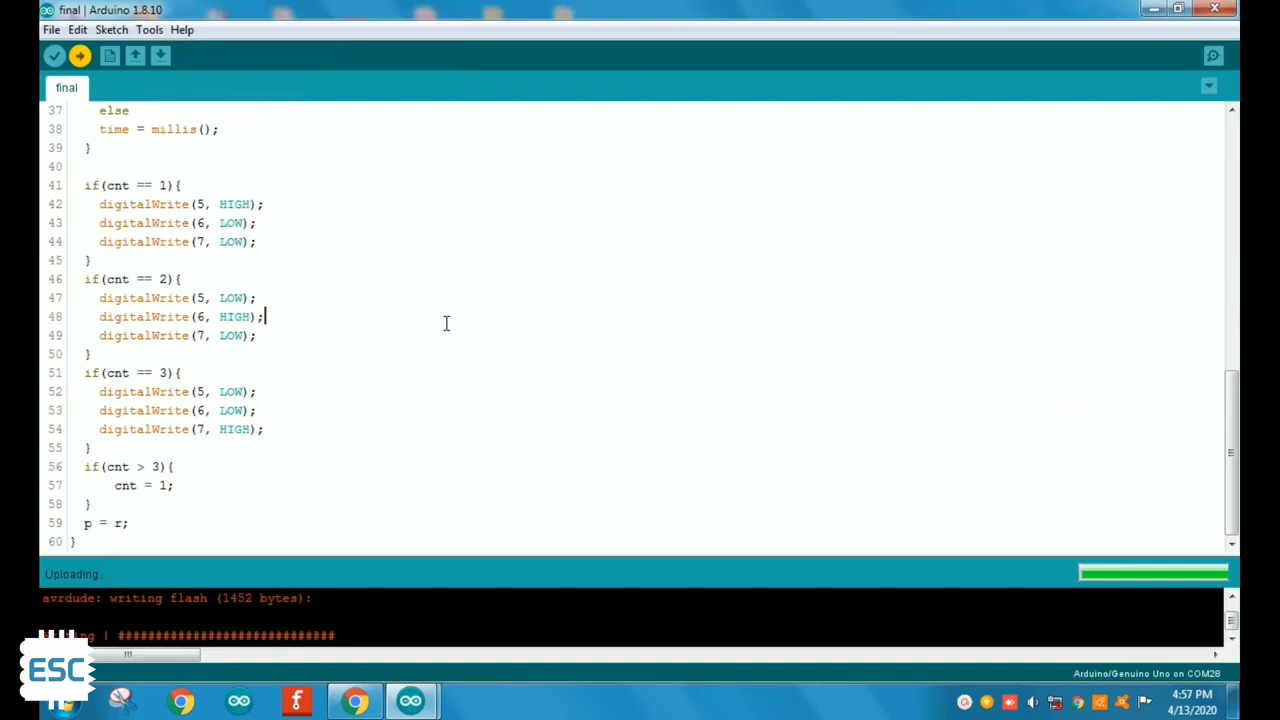 final | Arduino 1.8.10
File Edit Sketch Tools Help
final
37 else
38 time = millis();
39 }
40
41 if(cnt == 1){
42 digitalWrite(5, HIGH);
43 digitalWrite(6, LOW);
44 digitalWrite(7, LOW);
45 }
46 if(cnt == 2){
47 digitalWrite(5, LOW);
48 digitalWrite(6, HIGH);
49 digitalWrite(7, LOW);
50 }
51 if(cnt == 3){
52 digitalWrite(5, LOW);
53 digitalWrite(6, LOW);
54 digitalWrite(7, HIGH);
55 }
56 if(cnt > 3){
57 cnt = 1;
58 }
59 p = r;
60 }
Uploading...
avrdude: writing flash (1452 bytes):
| ##############################
ESC
Arduino/Genuino Uno on COM28
4:57 PM
4/13/2020